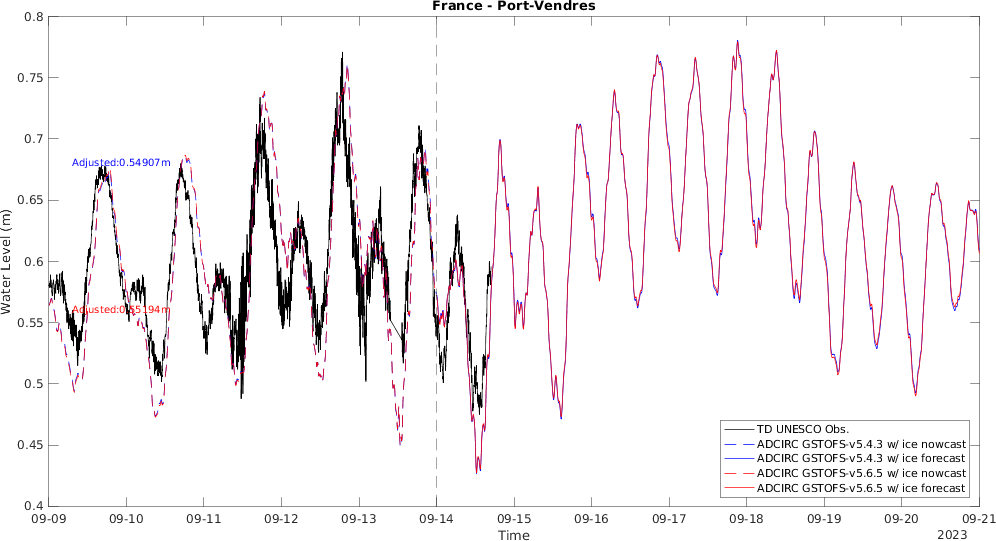 France - Port-Vendres
0.8
0.75
0.7
0.65
0.6
0.55
0.5
0.45
0.4
Water Level (m)
Adjusted:0.54907m
Adjusted:0.55194m
TD UNESCO Obs.
ADCIRC GSTOFS-v5.4.3 w/ ice nowcast
ADCIRC GSTOFS-v5.4.3 w/ ice forecast
ADCIRC GSTOFS-v5.6.5 w/ ice nowcast
ADCIRC GSTOFS-v5.6.5 w/ ice forecast
09-09 09-10 09-11 09-12 09-13 09-14 09-15 09-16 09-17 09-18 09-19 09-20 09-21
Time
2023